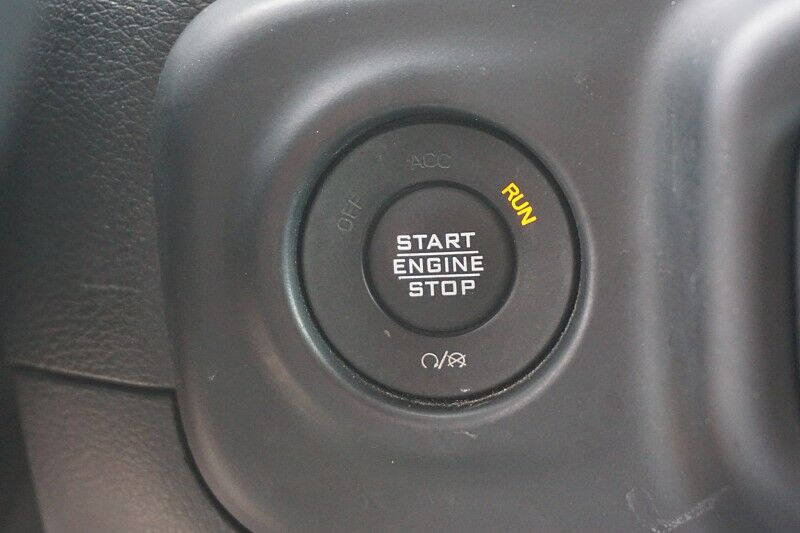 ACC
OFF
RUN
START
ENGINE
STOP